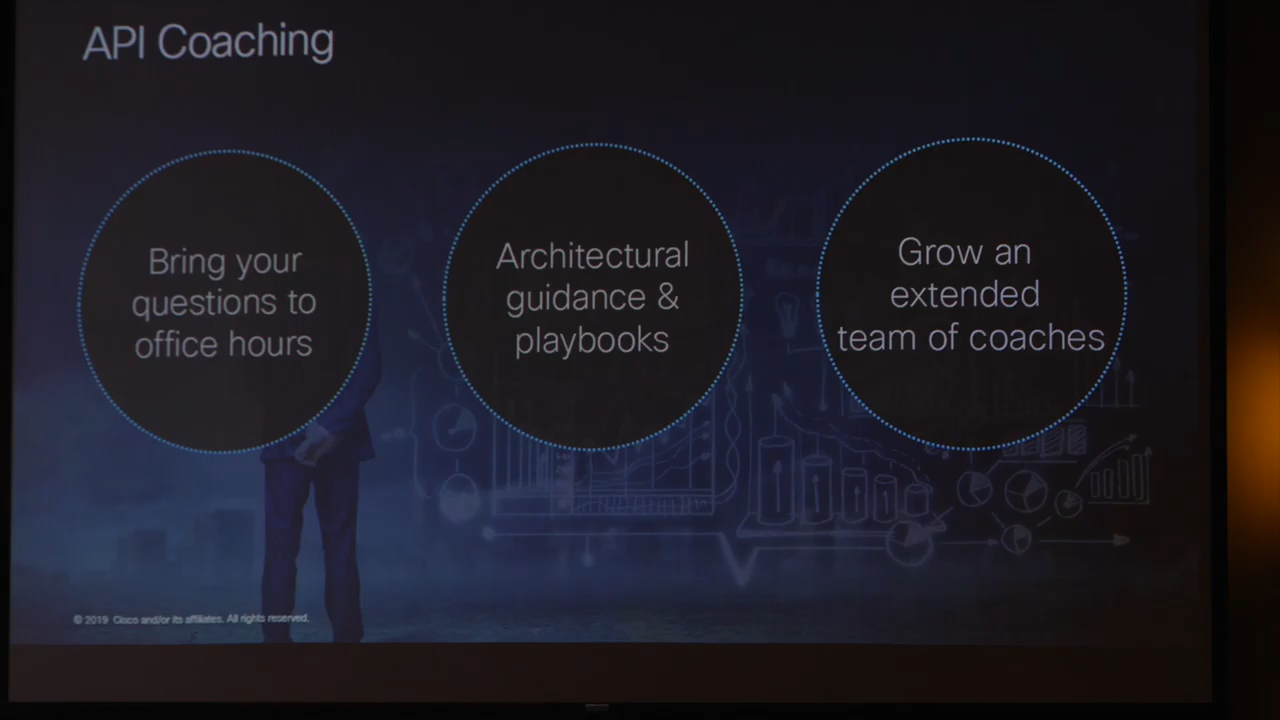 API Coaching
Bring your
questions to
office hours
Architectural
guidance &
playbooks
Grow an
extended
team of coaches
© 2019 Cisco and/or its affiliates. All rights reserved.